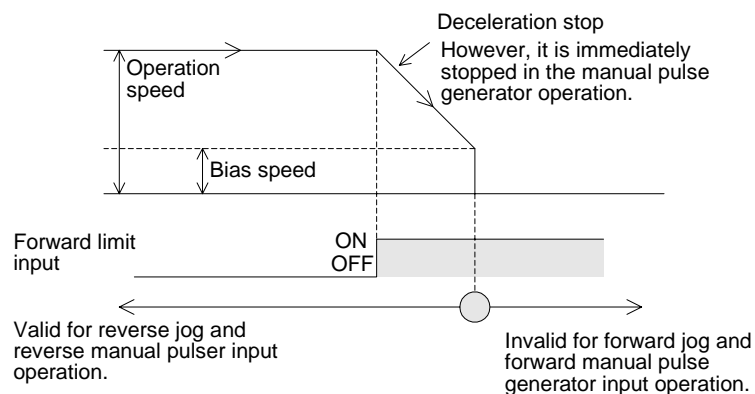 Deceleration stop
However, it is immediately
stopped in the manual pulse
generator operation.
Operation
speed
Bias speed
Forward limit
input
ON
OFF
Valid for reverse jog and
reverse manual pulser input
operation.
Invalid for forward jog and
forward manual pulse
generator input operation.